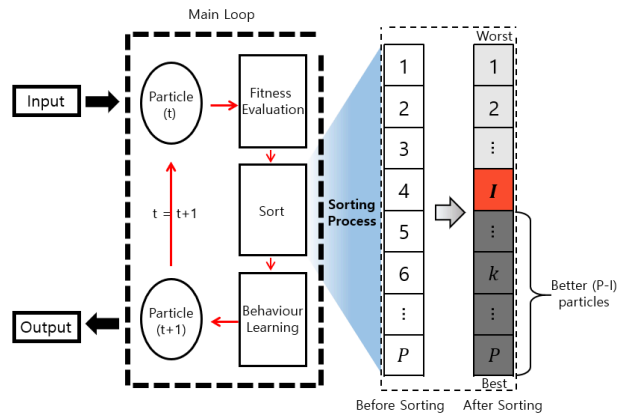 Main Loop
Input
Particle
(t)
Fitness
Evaluation
t = t+1
Sort
Output
Particle
(t+1)
Behaviour
Learning
Sorting
Process
1
2
3
4
5
6
⋮
P
Before Sorting
Worst
1
2
⋮
I
⋮
k
⋮
P
Best
After Sorting
Better (P-I)
particles